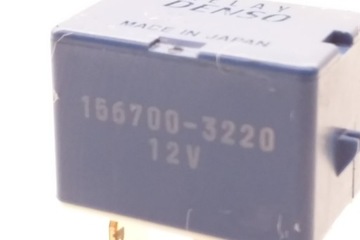 RELAY
DENSO
MADE IN JAPAN
156700-3220
12V